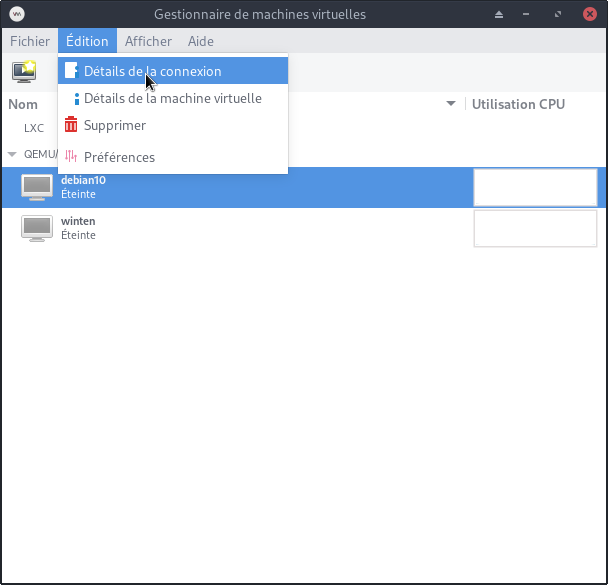 Gestionnaire de machines virtuelles
Fichier Édition Afficher Aide
Détails de la connexion
Détails de la machine virtuelle
Supprimer
Préférences
Nom Utilisation CPU
LXC
QEMU/
debian10
Éteinte
winten
Éteinte